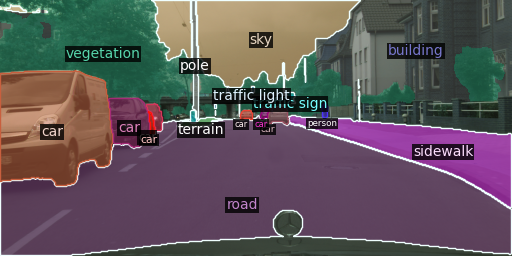 sky
vegetation
building
pole
traffic light
traffic sign
car
car
car
terrain
car
car
car
person
sidewalk
road